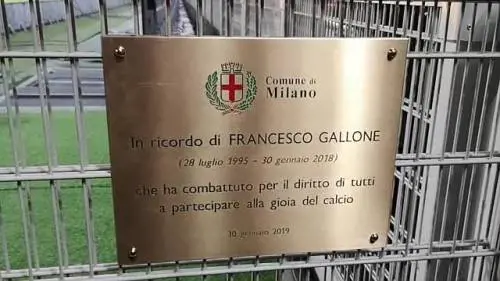 Comune di
Milano
In ricordo di FRANCESCO GALLONE
(28 luglio 1995 - 30 gennaio 2018)
che ha combattuto per il diritto di tutti
a partecipare alla gioia del calcio
30 gennaio 2019